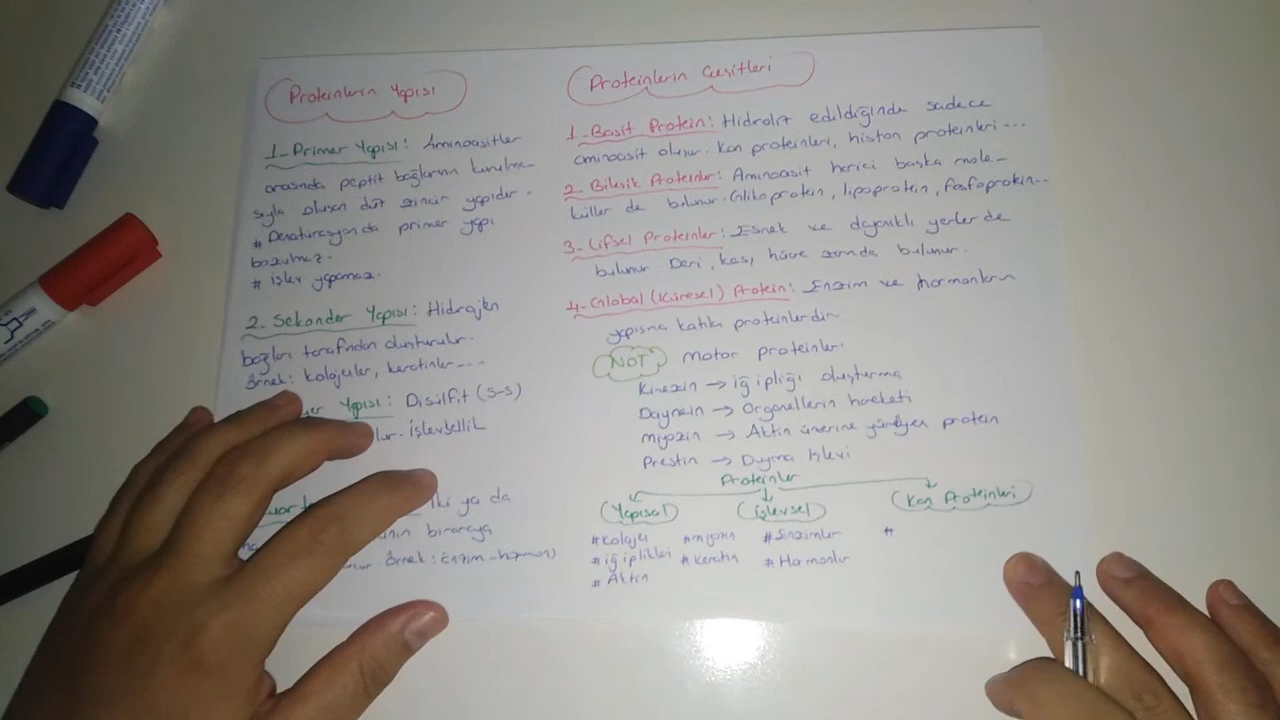 Proteinlerin Yapısı
1-Primer Yapısı: Aminoasitler
arasında peptit bağlarının kurulma-
sıyla oluşan düz zincir yapıdır.
# Denaturasyonda primer yapı
bozulmaz.
# işlev yapamaz.
2-Sekonder Yapısı: Hidrojen
bağları tarafından oluşturulur.
Örnek: kolajenler, keratinler....
Yapısı: Disülfit (s-s)
İşlevsellik
iki ya da
biraraya
Örnek: Enzim-hormon)
Proteinlerin Çeşitleri
1-Basit Protein: Hidroliz edildiğinde sadece
aminoasit oluşur. Kan proteinleri, histon proteinleri...
2. Bileşik Proteinler: Aminoasit harici başka mole-
küller de bulunur. Glikoprotein, lipoprotein, fosfoprotein...
3-Lifsel Proteinler: Esnek ve dayanıklı yerlerde
bulunur. Deri, kas, hücre zarında bulunur.
4-Global (Küresel) Protein: Enzim ve hormonların
yapısına katılan proteinlerdir.
NOT Motor proteinler:
Kinezin → iğ ipliği oluşturma
Daynein → Organellerin hareketi
miyozin → Aktin üzerine yürüyen protein
Prestin → Duyma işlevi
Proteinler
Yapısal İşlevsel Kan Proteinleri
# Kolajen # miyozin # Enzimler #
# iğ iplikleri # Keratin # Hormonlar
# Aktin